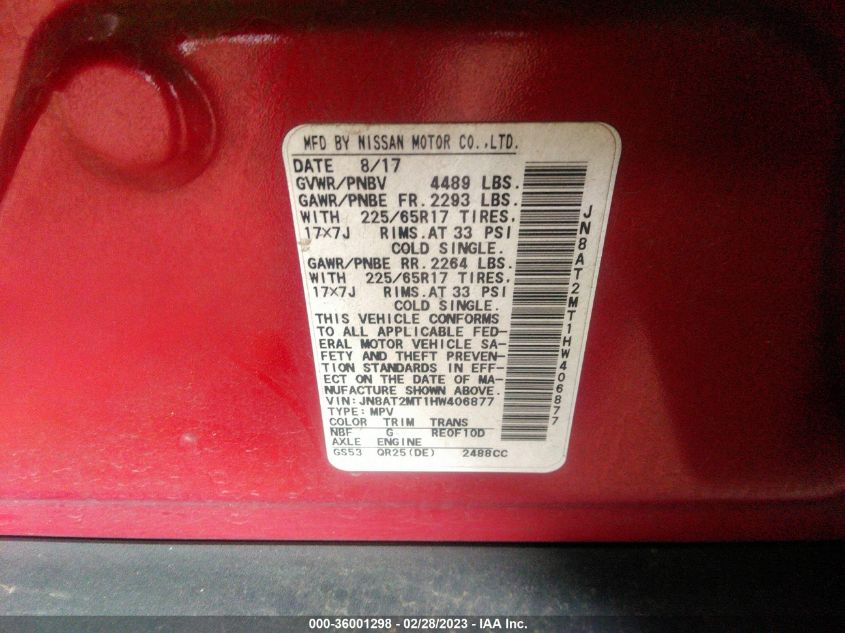 MFD BY NISSAN MOTOR CO.,LTD.
DATE 8/17
GVWR/PNBV 4489 LBS.
GAWR/PNBE FR. 2293 LBS.
WITH 225/65R17 TIRES,
17×7J RIMS.AT 33 PSI
COLD SINGLE.
GAWR/PNBE RR. 2264 LBS.
WITH 225/65R17 TIRES,
17×7J RIMS.AT 33 PSI
COLD SINGLE.
THIS VEHICLE CONFORMS
TO ALL APPLICABLE FED-
ERAL MOTOR VEHICLE SA-
FETY AND THEFT PREVEN-
TION STANDARDS IN EFF-
ECT ON THE DATE OF MA-
NUFACTURE SHOWN ABOVE.
VIN:JN8AT2MT1HW406877
TYPE:MPV
COLOR TRIM TRANS
NBF G RE0F10D
AXLE ENGINE
GS53 QR25(DE) 2488CC
JN8AT2MT1HW406877
000-36001298 - 02/28/2023 - IAA Inc.